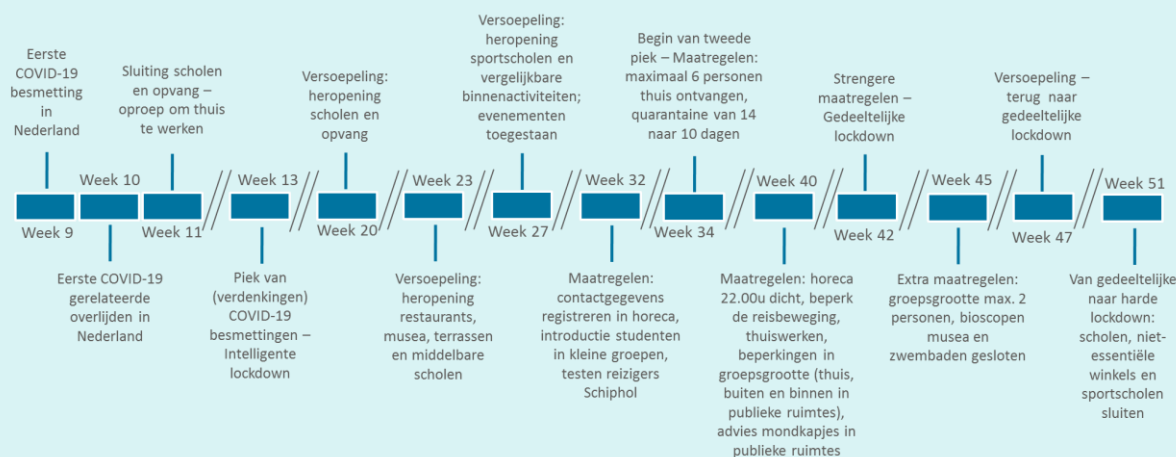 Eerste
COVID-19
besmetting
in
Nederland
Week 9
Week 10
Eerste COVID-19
gerelateerde
overlijden in
Nederland
Sluiting scholen
en opvang –
oproep om thuis
te werken
Week 11
Week 13
Piek van
(verdenkingen)
COVID-19
besmettingen –
Intelligente
lockdown
Versoepeling:
heropening
scholen en
opvang
Week 20
Week 23
Versoepeling:
heropening
restaurants,
musea, terrassen
en middelbare
scholen
Versoepeling:
heropening
sportscholen en
vergelijkbare
binnenactiviteiten;
evenementen
toegestaan
Week 27
Week 32
Maatregelen:
contactgegevens
registreren in horeca,
introductie studenten
in kleine groepen,
testen reizigers
Schiphol
Begin van tweede
piek – Maatregelen:
maximaal 6 personen
thuis ontvangen,
quarantaine van 14
naar 10 dagen
Week 34
Week 40
Maatregelen: horeca
22.00u dicht, beperk
de reisbeweging,
thuiswerken,
beperkingen in
groepsgrootte (thuis,
buiten en binnen in
publieke ruimtes),
advies mondkapjes in
publieke ruimtes
Strengere
maatregelen –
Gedeeltelijke
lockdown
Week 42
Week 45
Extra maatregelen:
groepsgrootte max. 2
personen, bioscopen
musea en
zwembaden gesloten
Versoepeling –
terug naar
gedeeltelijke
lockdown
Week 47
Week 51
Van gedeeltelijke
naar harde
lockdown:
scholen, niet-
essentiële
winkels en
sportscholen
sluiten